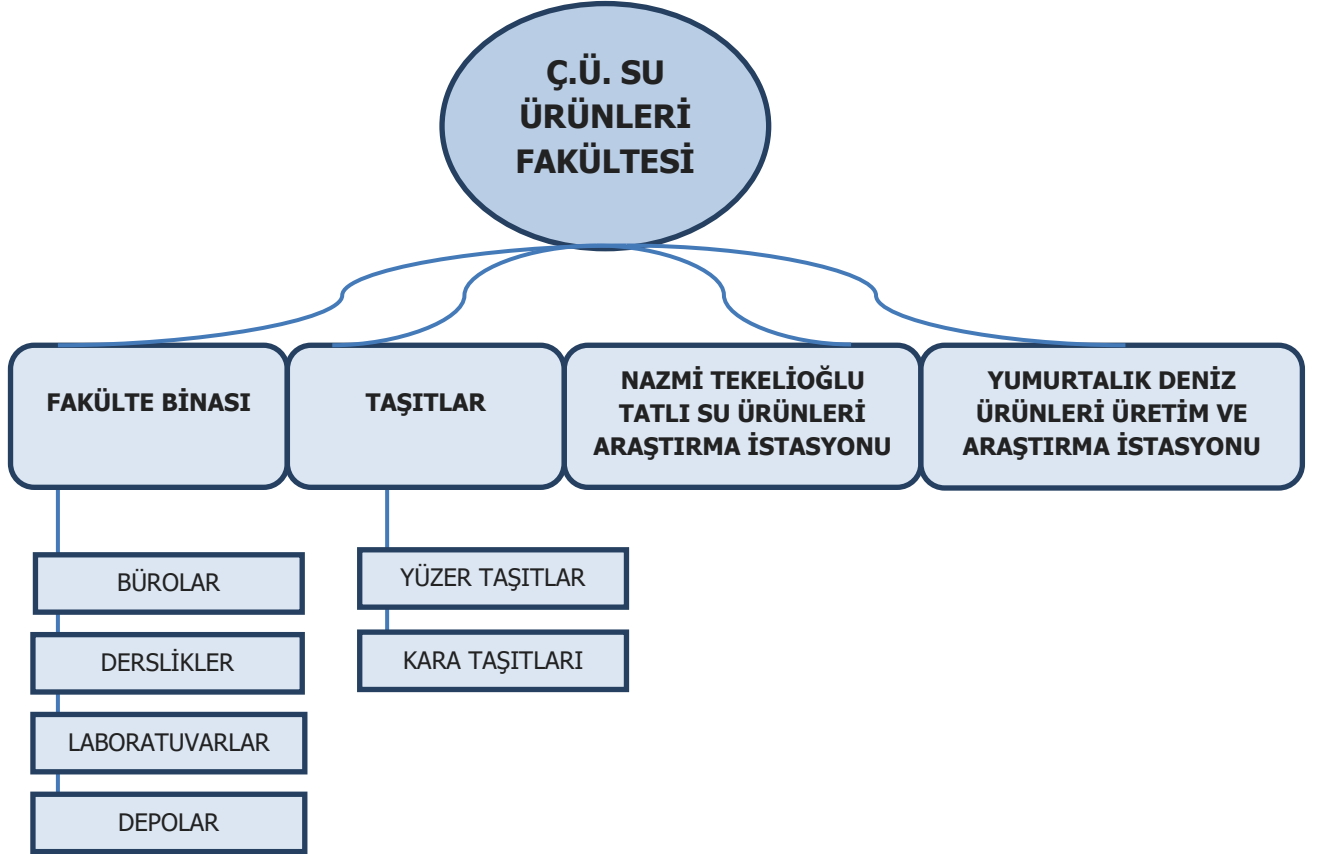 Ç.Ü. SU
ÜRÜNLERİ
FAKÜLTESİ
FAKÜLTE BİNASI
TAŞITLAR
NAZMİ TEKELİOĞLU
TATLI SU ÜRÜNLERİ
ARAŞTIRMA İSTASYONU
YUMURTALIK DENİZ
ÜRÜNLERİ ÜRETİM VE
ARAŞTIRMA İSTASYONU
BÜROLAR
DERSLİKLER
LABORATUVARLAR
DEPOLAR
YÜZER TAŞITLAR
KARA TAŞITLARI